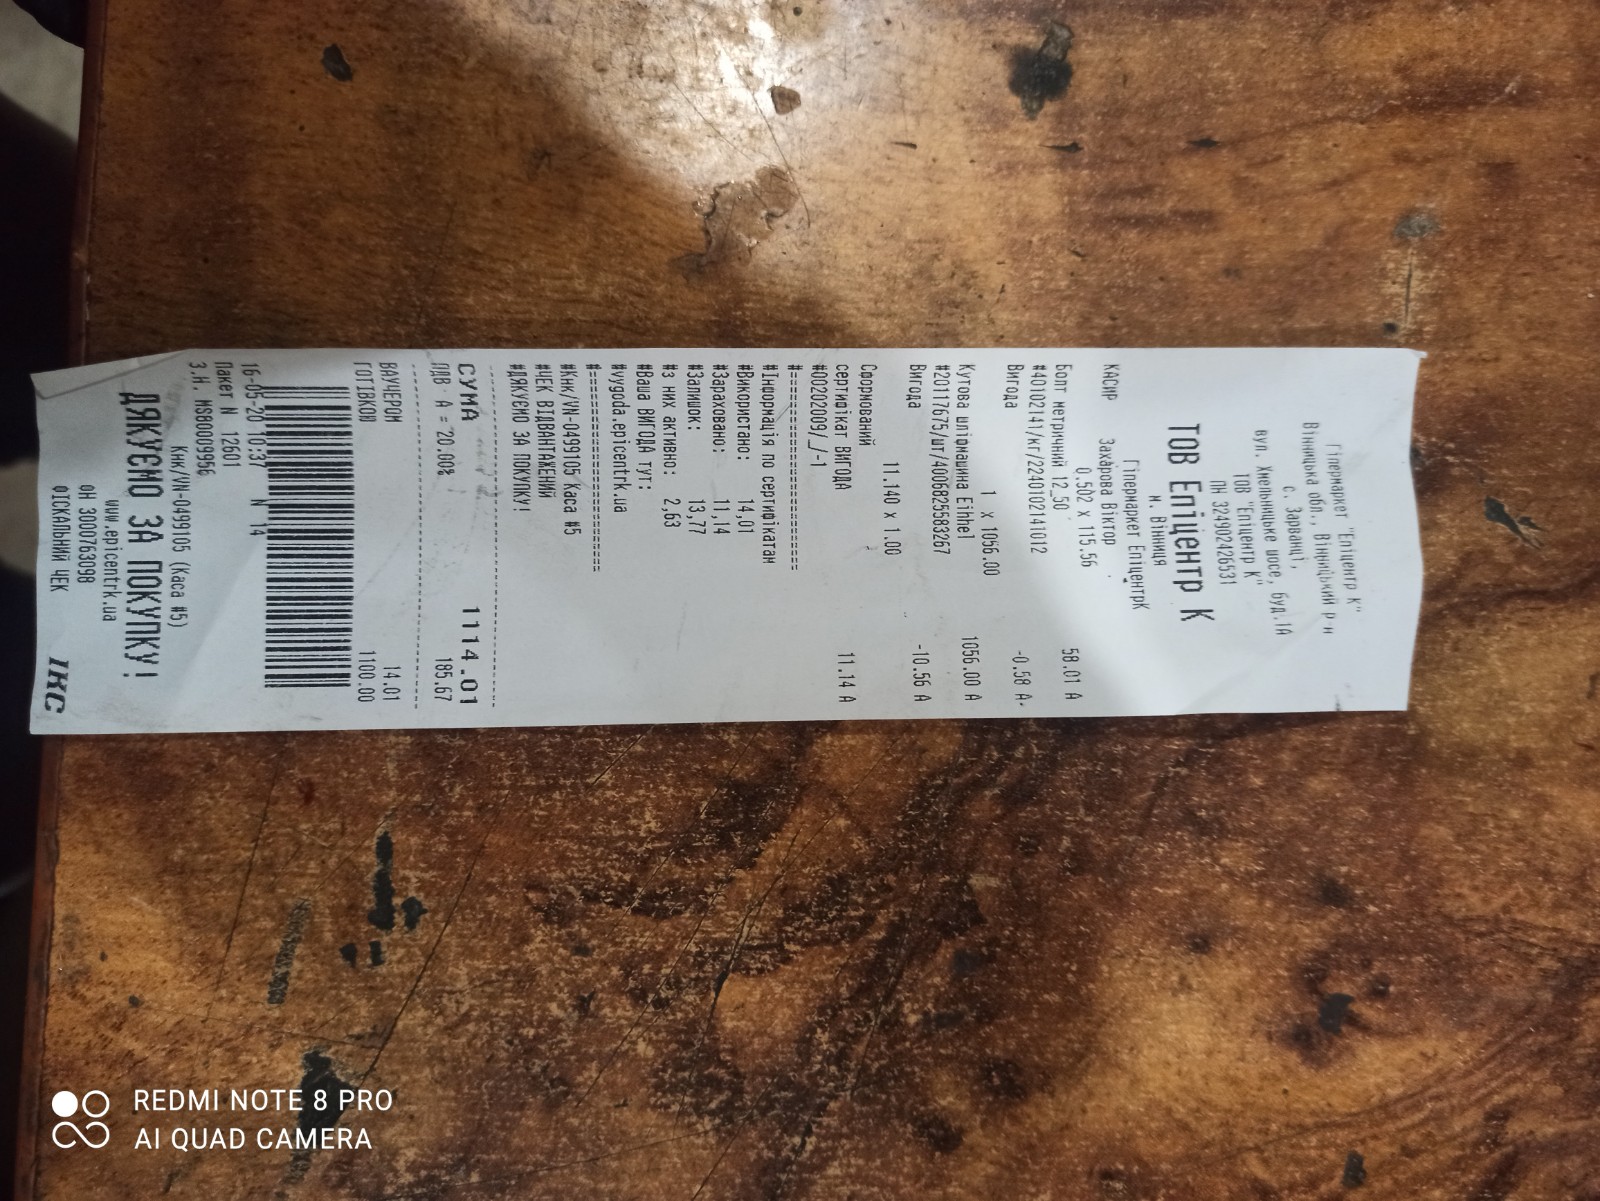 Гіпермаркет "Епіцентр К"
Вінницька обл., Вінницький р-н
с. Зарванці,
вул. Хмельницьке шосе, буд.1А
ТОВ "Епіцентр К"
ПН 324902426531
ТОВ Епіцентр К
м. Вінниця
Гіпермаркет ЕпіцентрК
КАСИР Захарова Віктор
Болт метричний 12_50
0.502 x 115.56 58.01 А
#40102141/кг/2240102141012
Вигода -0.58 А
Кутова шліфмашина Eihhel
1 x 1056.00 1056.00 А
#20117675/шт/4006825583267
Вигода -10.56 А
Сформований
11.140 x 1.00
сертифікат ВИГОДА 11.14 А
#00202009/_/-1
#==============================
#Інформація по сертифікатам
#Використано: 14,01
#Зараховано: 11,14
#Залишок: 13,77
#З них активно: 2,63
#Ваша ВИГОДА тут:
#vygoda.epicentrk.ua
#==============================
#Кнк/VN-0499105 Каса #5
#ЧЕК ВІДВАНТАЖЕНИЙ
#ДЯКУЄМО ЗА ПОКУПКУ!
СУМА 1114.01
ПДВ А = 20.00% 185.67
ВАУЧЕРОМ 14.01
ГОТІВКОЮ 1100.00
16-05-20 10:37 N 14
Пакет N 12601
З.Н. MS80009956
Кнк/VN-0499105 (Каса #5)
ДЯКУЄМО ЗА ПОКУПКУ!
www.epicentrk.ua
ФН 3000763098
ФІСКАЛЬНИЙ ЧЕК
ІКС
REDMI NOTE 8 PRO
AI QUAD CAMERA